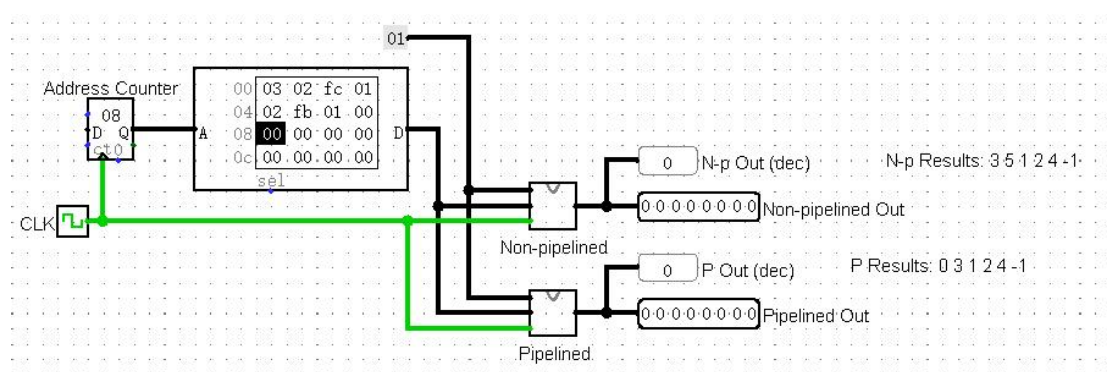 01
Address Counter
08
D Q
ct0
A
00 03 02 fc 01
04 02 fb 01 00
08 00 00 00 00
0c 00 00 00 00
D
sel
CLK
0 N-p Out (dec)
N-p Results: 3 5 1 2 4 -1
0 0 0 0 0 0 0 0 Non-pipelined Out
Non-pipelined
0 P Out (dec)
P Results: 0 3 1 2 4 -1
0 0 0 0 0 0 0 0 Pipelined Out
Pipelined